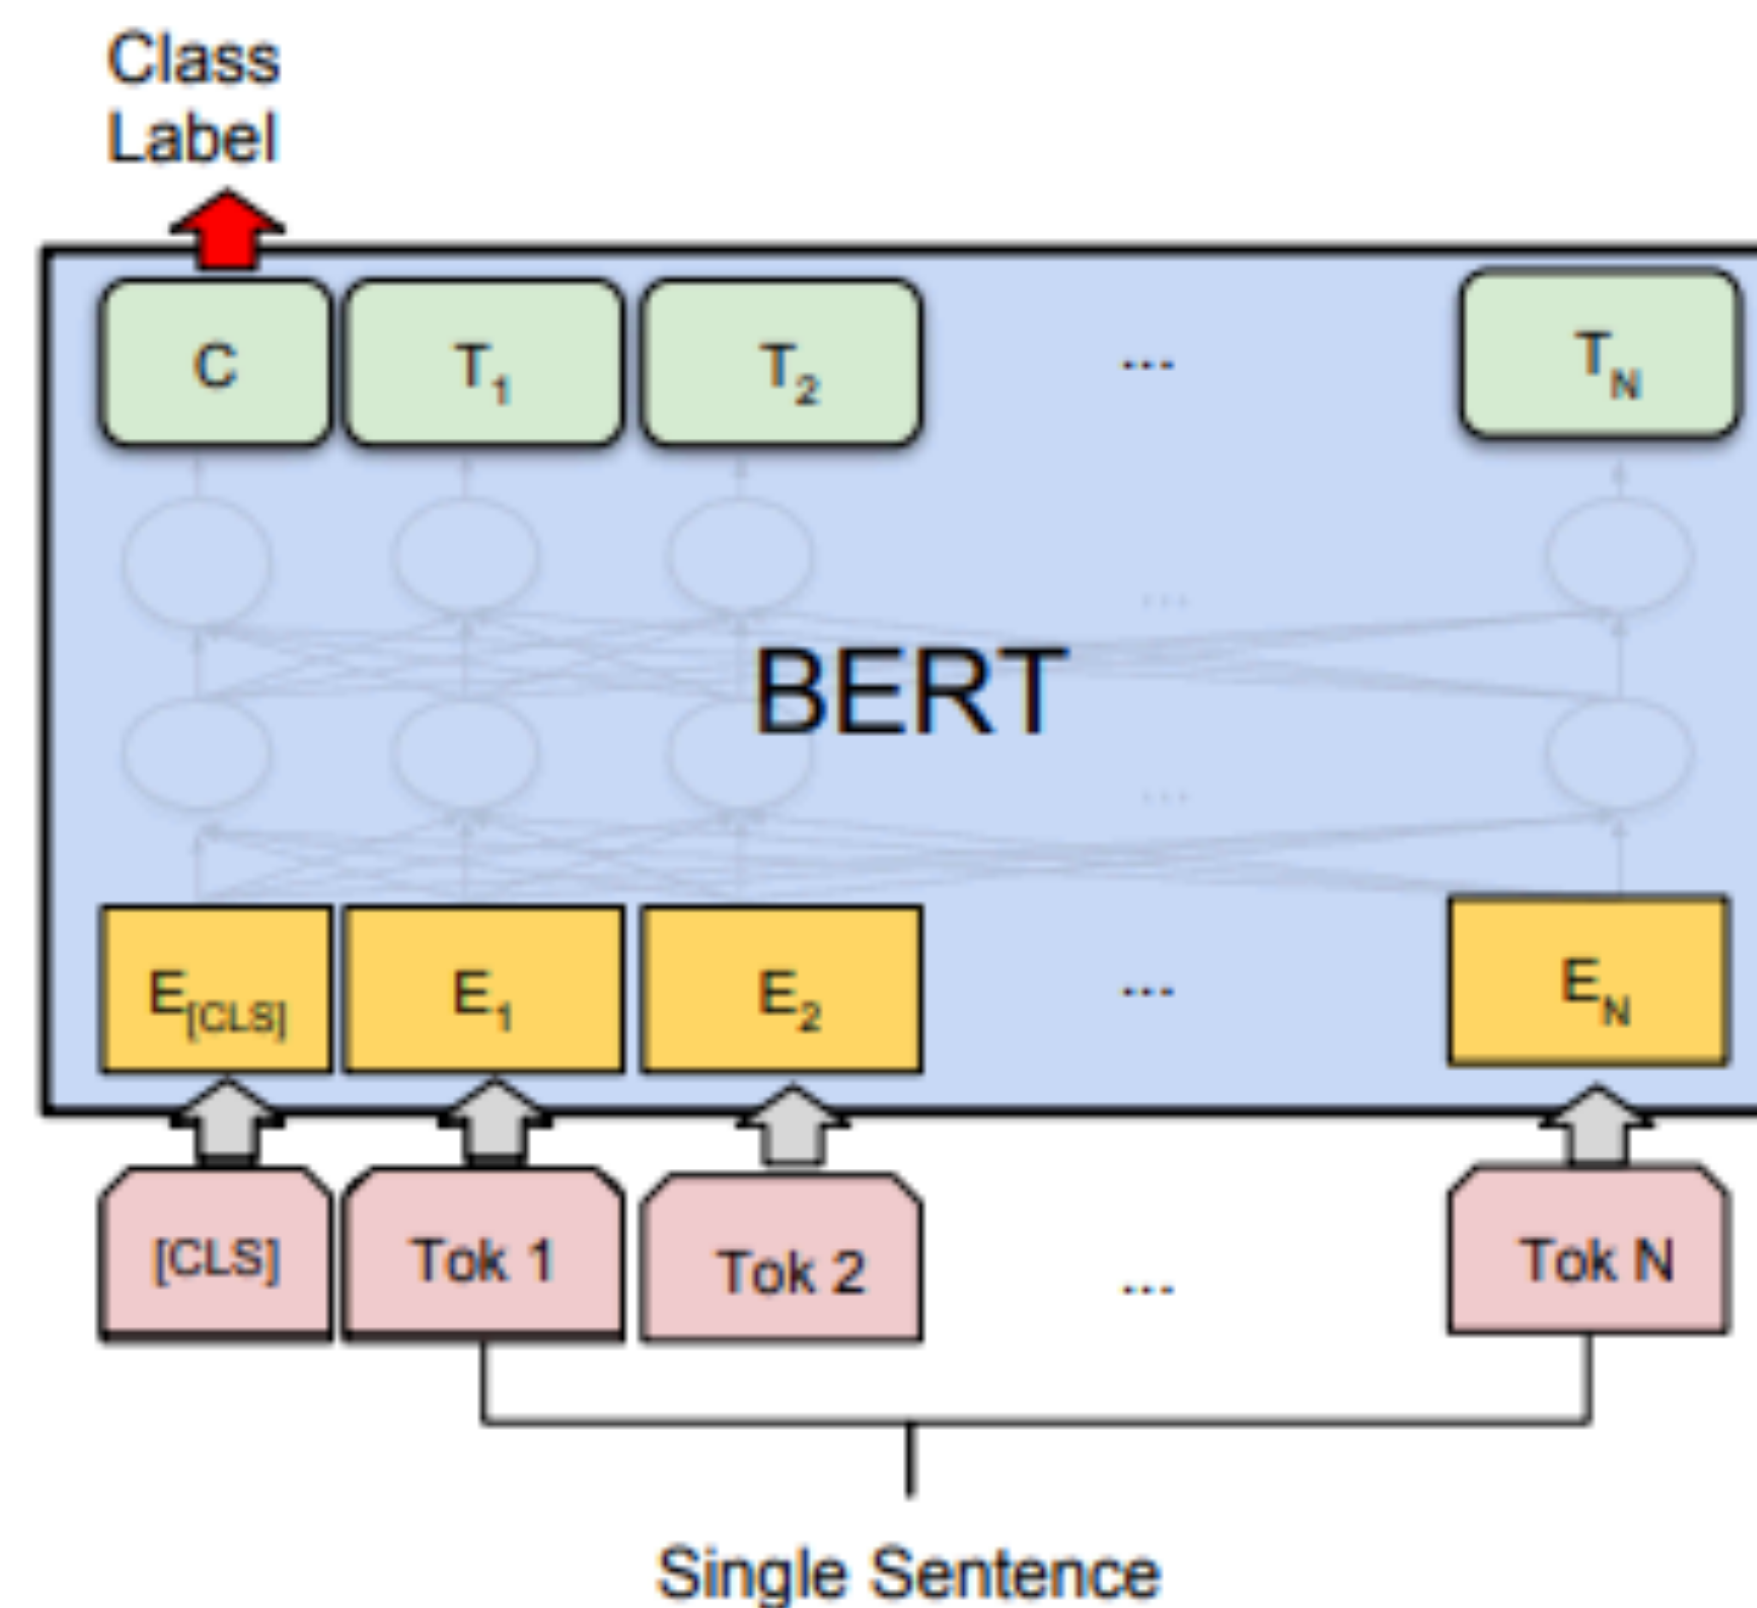 Class
Label
C T1 T2 ... TN
...
BERT
...
E[CLS] E1 E2 ... EN
[CLS] Tok 1 Tok 2 ... Tok N
Single Sentence